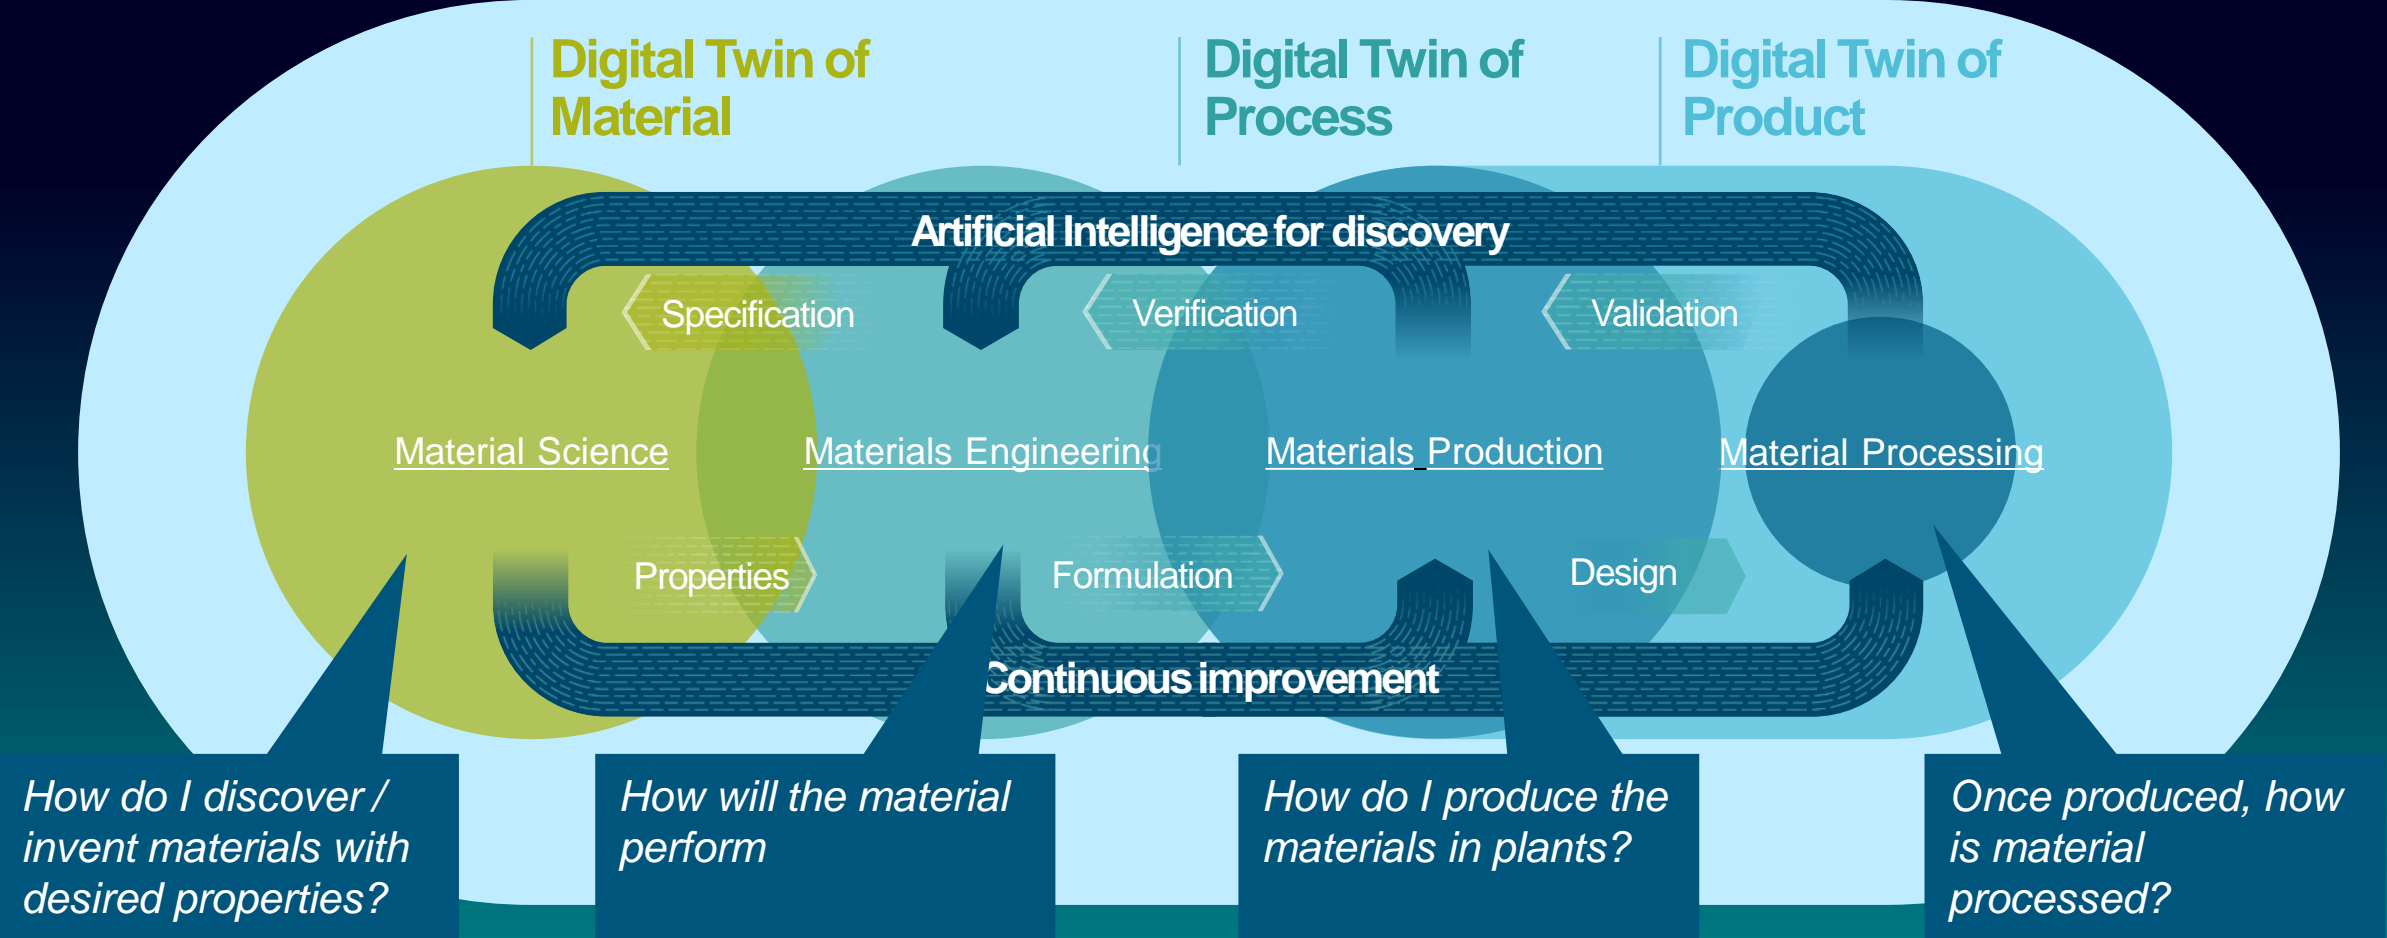 Digital Twin of
Material
Digital Twin of
Process
Digital Twin of
Product
Artificial Intelligence for discovery
Specification
Verification
Validation
Material Science
Materials Engineering
Materials Production
Material Processing
Properties
Formulation
Design
Continuous improvement
How do I discover /
invent materials with
desired properties?
How will the material
perform
How do I produce the
materials in plants?
Once produced, how
is material
processed?